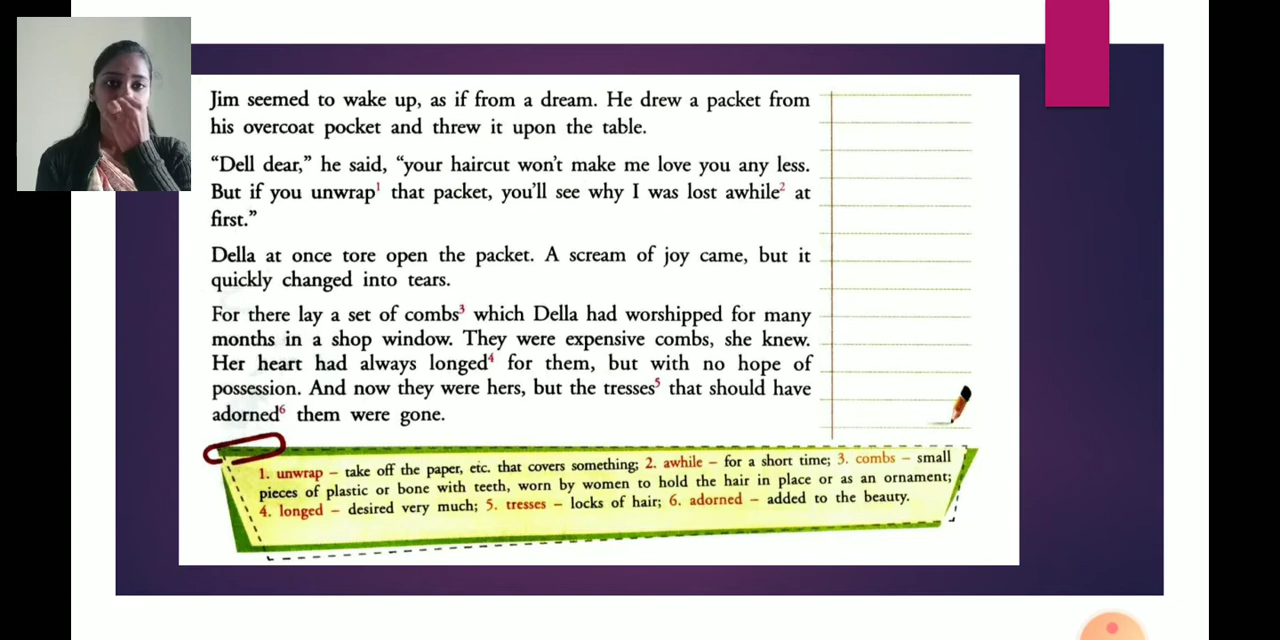 Jim seemed to wake up, as if from a dream. He drew a packet from
his overcoat pocket and threw it upon the table.
“Dell dear,” he said, “your haircut won’t make me love you any less.
But if you unwrap¹ that packet, you’ll see why I was lost awhile² at
first.”
Della at once tore open the packet. A scream of joy came, but it
quickly changed into tears.
For there lay a set of combs³ which Della had worshipped for many
months in a shop window. They were expensive combs, she knew.
Her heart had always longed⁴ for them, but with no hope of
possession. And now they were hers, but the tresses⁵ that should have
adorned⁶ them were gone.
1. unwrap – take off the paper, etc. that covers something; 2. awhile – for a short time; 3. combs – small
pieces of plastic or bone with teeth, worn by women to hold the hair in place or as an ornament;
4. longed – desired very much; 5. tresses – locks of hair; 6. adorned – added to the beauty.